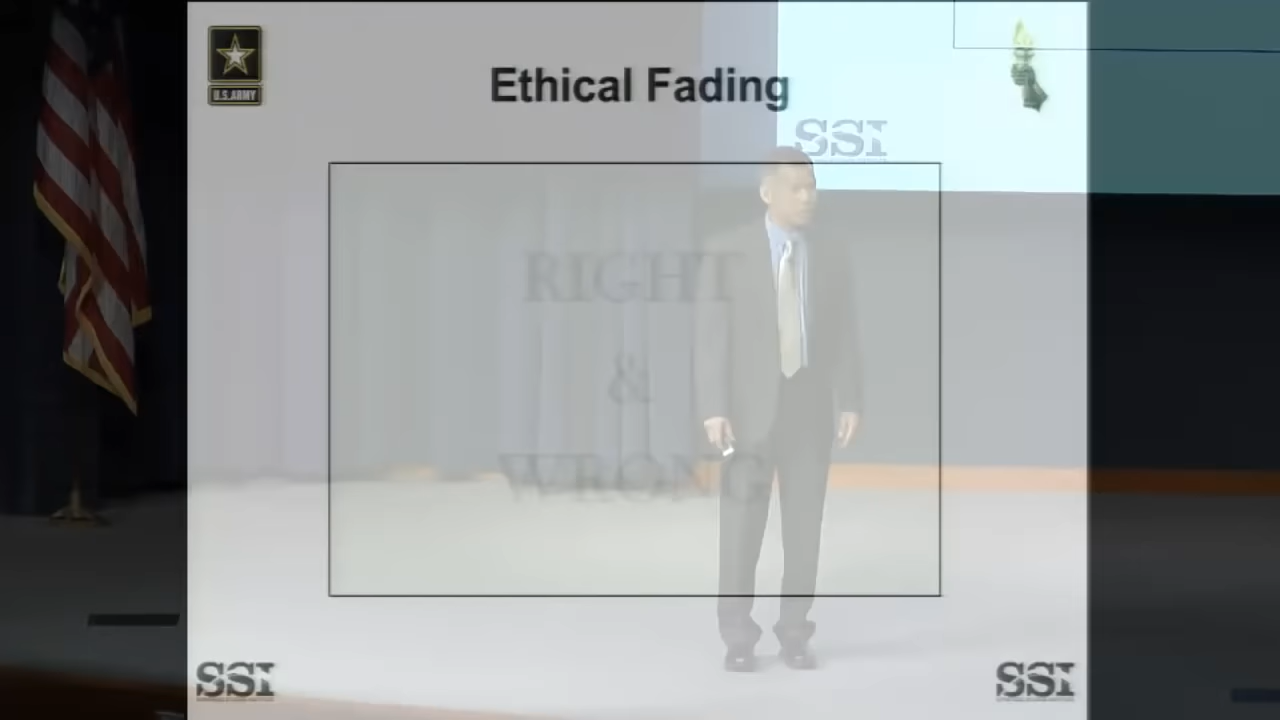 U.S.ARMY
Ethical Fading
SSI
RIGHT
&
WRONG
SSI
SSI